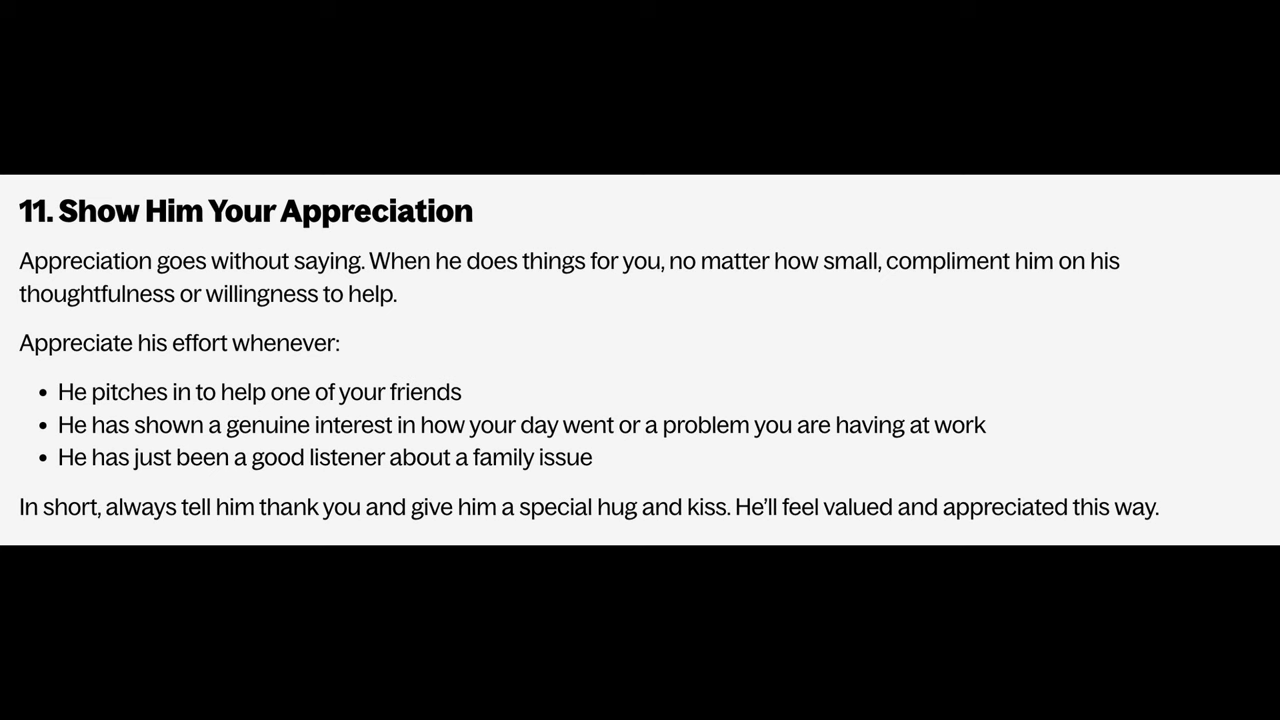 11. Show Him Your Appreciation
Appreciation goes without saying. When he does things for you, no matter how small, compliment him on his
thoughtfulness or willingness to help.
Appreciate his effort whenever:
• He pitches in to help one of your friends
• He has shown a genuine interest in how your day went or a problem you are having at work
• He has just been a good listener about a family issue
In short, always tell him thank you and give him a special hug and kiss. He’ll feel valued and appreciated this way.